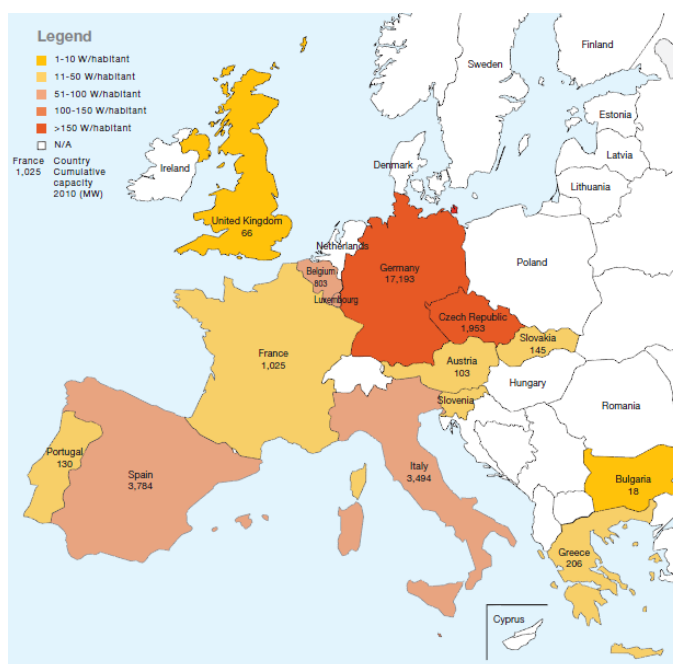 Legend
1-10 W/habitant
11-50 W/habitant
51-100 W/habitant
100-150 W/habitant
>150 W/habitant
N/A
France Country
1,025 Cumulative
capacity
2010 (MW)
Finland
Sweden
Estonia
Latvia
Denmark
Lithuania
Ireland
United Kingdom
66
Netherlands
Poland
Germany
17,193
Belgium
803
Luxembourg
Czech Republic
1,953
Slovakia
145
France
1,025
Austria
103
Hungary
Slovenia
Romania
Portugal
130
Spain
3,784
Italy
3,494
Bulgaria
18
Greece
206
Cyprus